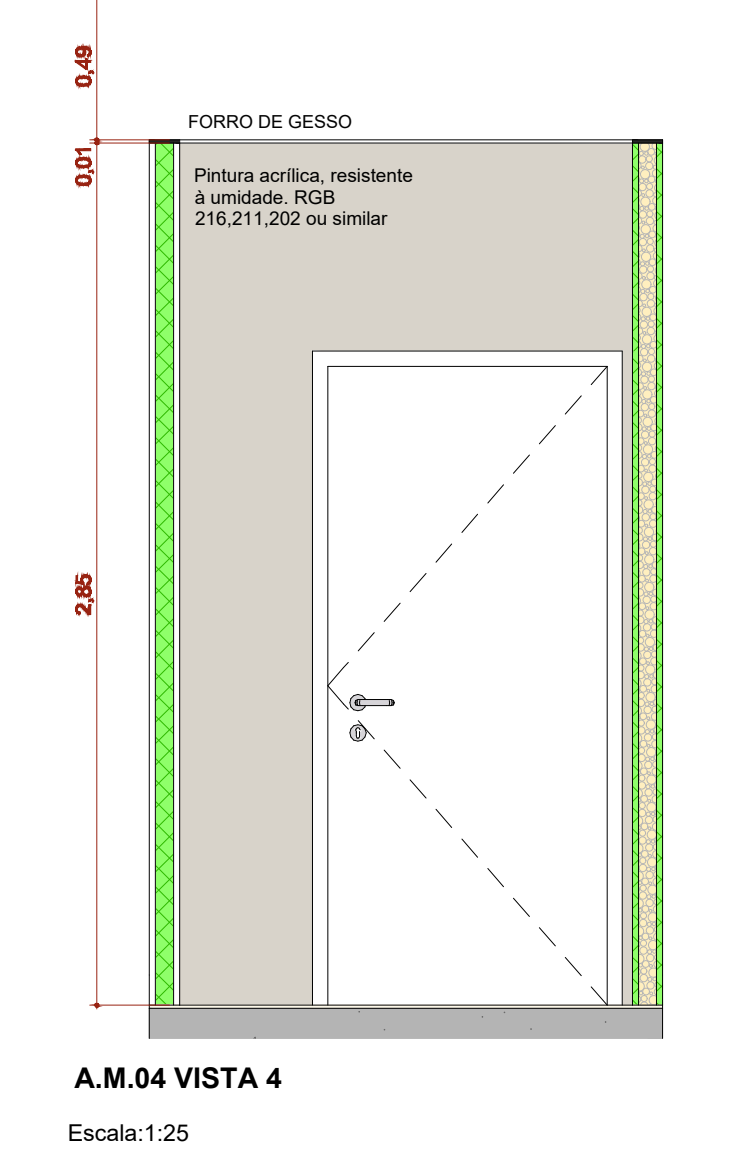 0,49
FORRO DE GESSO
0,01
Pintura acrílica, resistente
à umidade. RGB
216,211,202 ou similar
2,85
A.M.04 VISTA 4
Escala:1:25